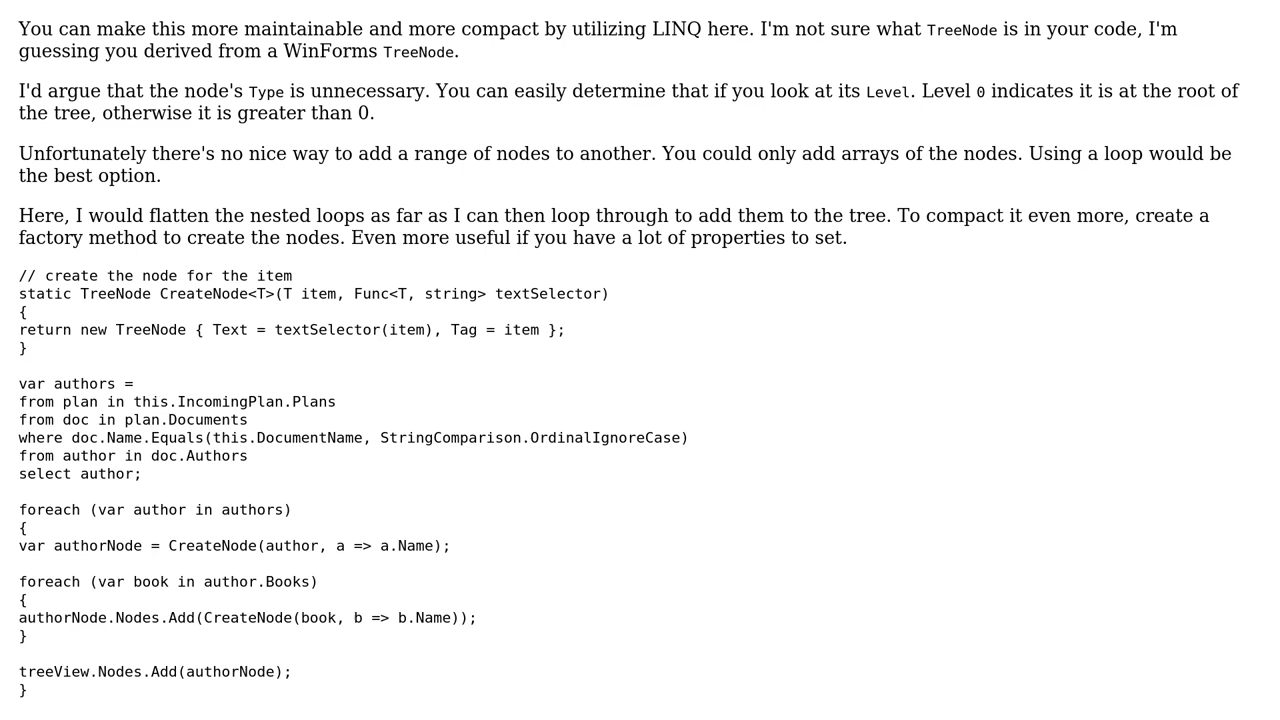 You can make this more maintainable and more compact by utilizing LINQ here. I'm not sure what TreeNode is in your code, I'm
guessing you derived from a WinForms TreeNode.
I'd argue that the node's Type is unnecessary. You can easily determine that if you look at its Level. Level 0 indicates it is at the root of
the tree, otherwise it is greater than 0.
Unfortunately there's no nice way to add a range of nodes to another. You could only add arrays of the nodes. Using a loop would be
the best option.
Here, I would flatten the nested loops as far as I can then loop through to add them to the tree. To compact it even more, create a
factory method to create the nodes. Even more useful if you have a lot of properties to set.
// create the node for the item
static TreeNode CreateNode<T>(T item, Func<T, string> textSelector)
{
return new TreeNode { Text = textSelector(item), Tag = item };
}
var authors =
from plan in this.IncomingPlan.Plans
from doc in plan.Documents
where doc.Name.Equals(this.DocumentName, StringComparison.OrdinalIgnoreCase)
from author in doc.Authors
select author;
foreach (var author in authors)
{
var authorNode = CreateNode(author, a => a.Name);
foreach (var book in author.Books)
{
authorNode.Nodes.Add(CreateNode(book, b => b.Name));
}
treeView.Nodes.Add(authorNode);
}